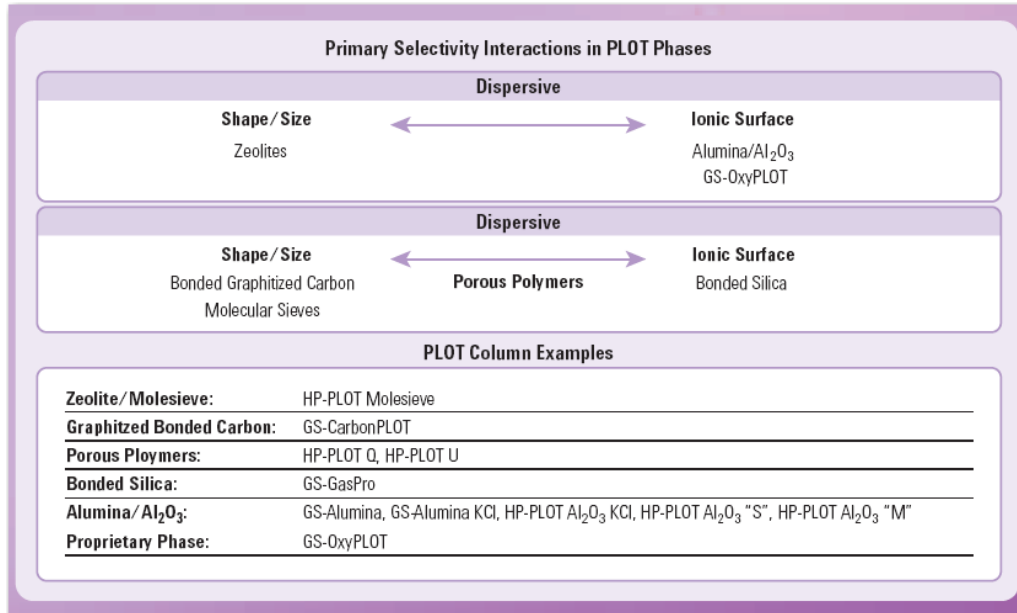 Primary Selectivity Interactions in PLOT Phases
Dispersive
Shape/Size Ionic Surface
Zeolites Alumina/Al₂O₃
GS-OxyPLOT
Dispersive
Shape/Size Ionic Surface
Bonded Graphitized Carbon Porous Polymers Bonded Silica
Molecular Sieves
PLOT Column Examples
Zeolite/Molesieve: HP-PLOT Molesieve
Graphitzed Bonded Carbon: GS-CarbonPLOT
Porous Ploymers: HP-PLOT Q, HP-PLOT U
Bonded Silica: GS-GasPro
Alumina/Al₂O₃: GS-Alumina, GS-Alumina KCl, HP-PLOT Al₂O₃ KCl, HP-PLOT Al₂O₃ "S", HP-PLOT Al₂O₃ "M"
Proprietary Phase: GS-OxyPLOT